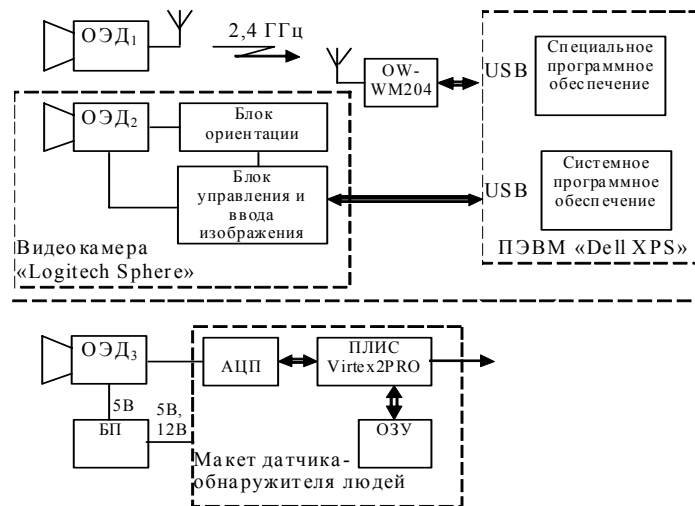 ОЭД1
2,4 ГГц
OW-
WM204
USB
Специальное
программное
обеспечение
ОЭД2
Блок
ориентации
Блок
управления и
ввода
изображения
USB
Системное
программное
обеспечение
Видеокамера
«Logitech Sphere»
ПЭВМ «Dell XPS»
ОЭД3
АЦП
ПЛИС
Virtex2PRO
5В
5В,
12В
БП
ОЗУ
Макет датчика-
обнаружителя людей